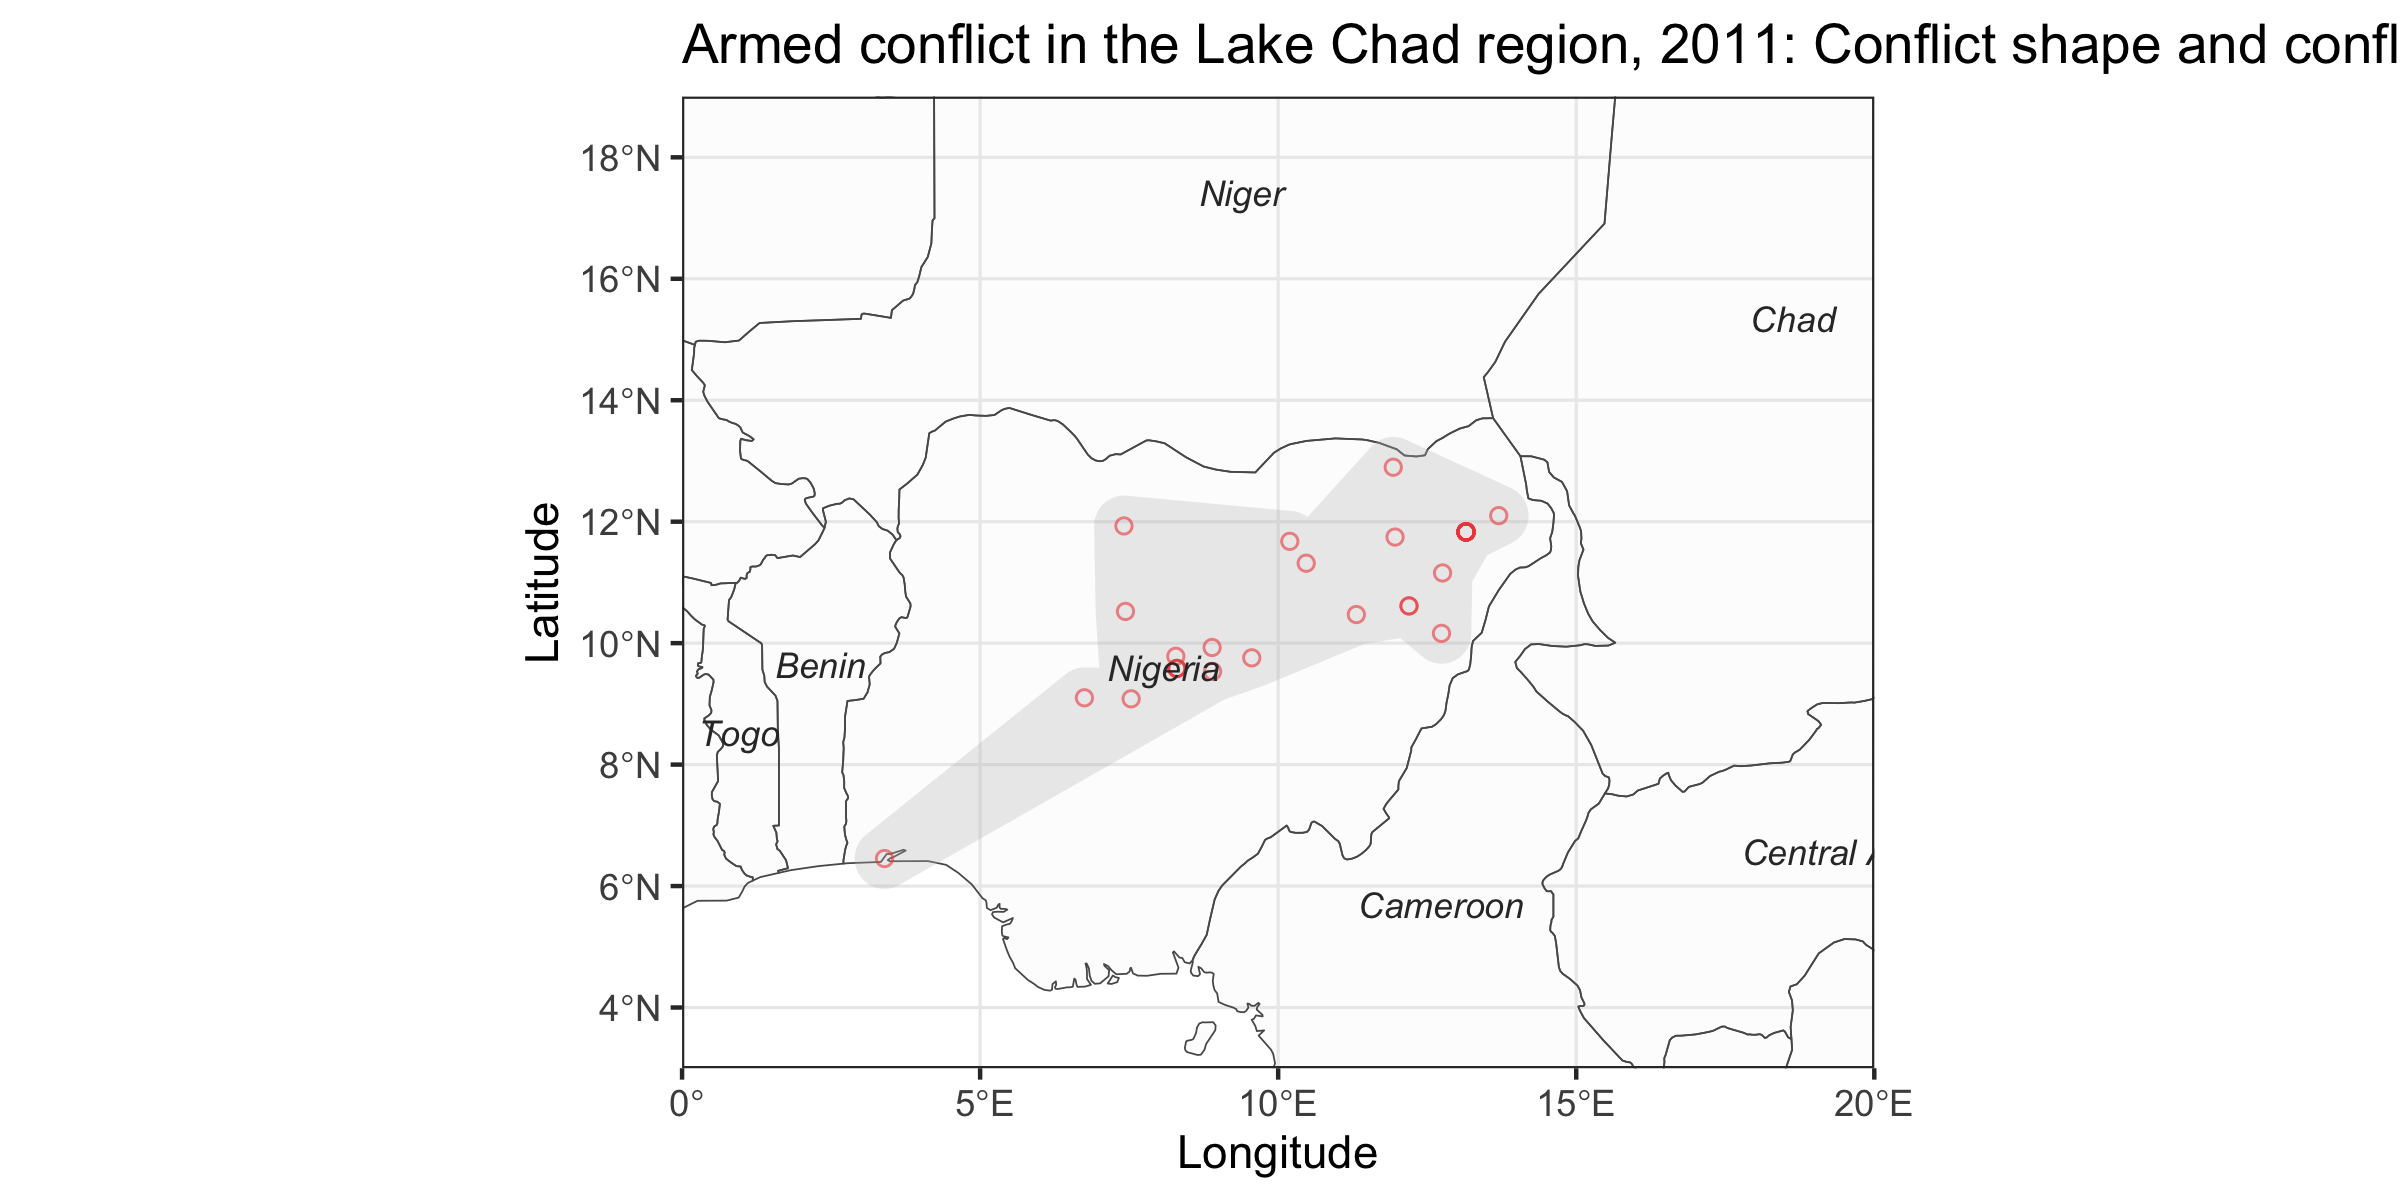 Armed conflict in the Lake Chad region, 2011: Conflict shape and confl
18°N
Niger
16°N
Chad
14°N
12°N
10°N
Benin
Nigeria
Togo
8°N
Central A
6°N
Cameroon
4°N
0°
5°E
10°E
15°E
20°E
Longitude
Latitude